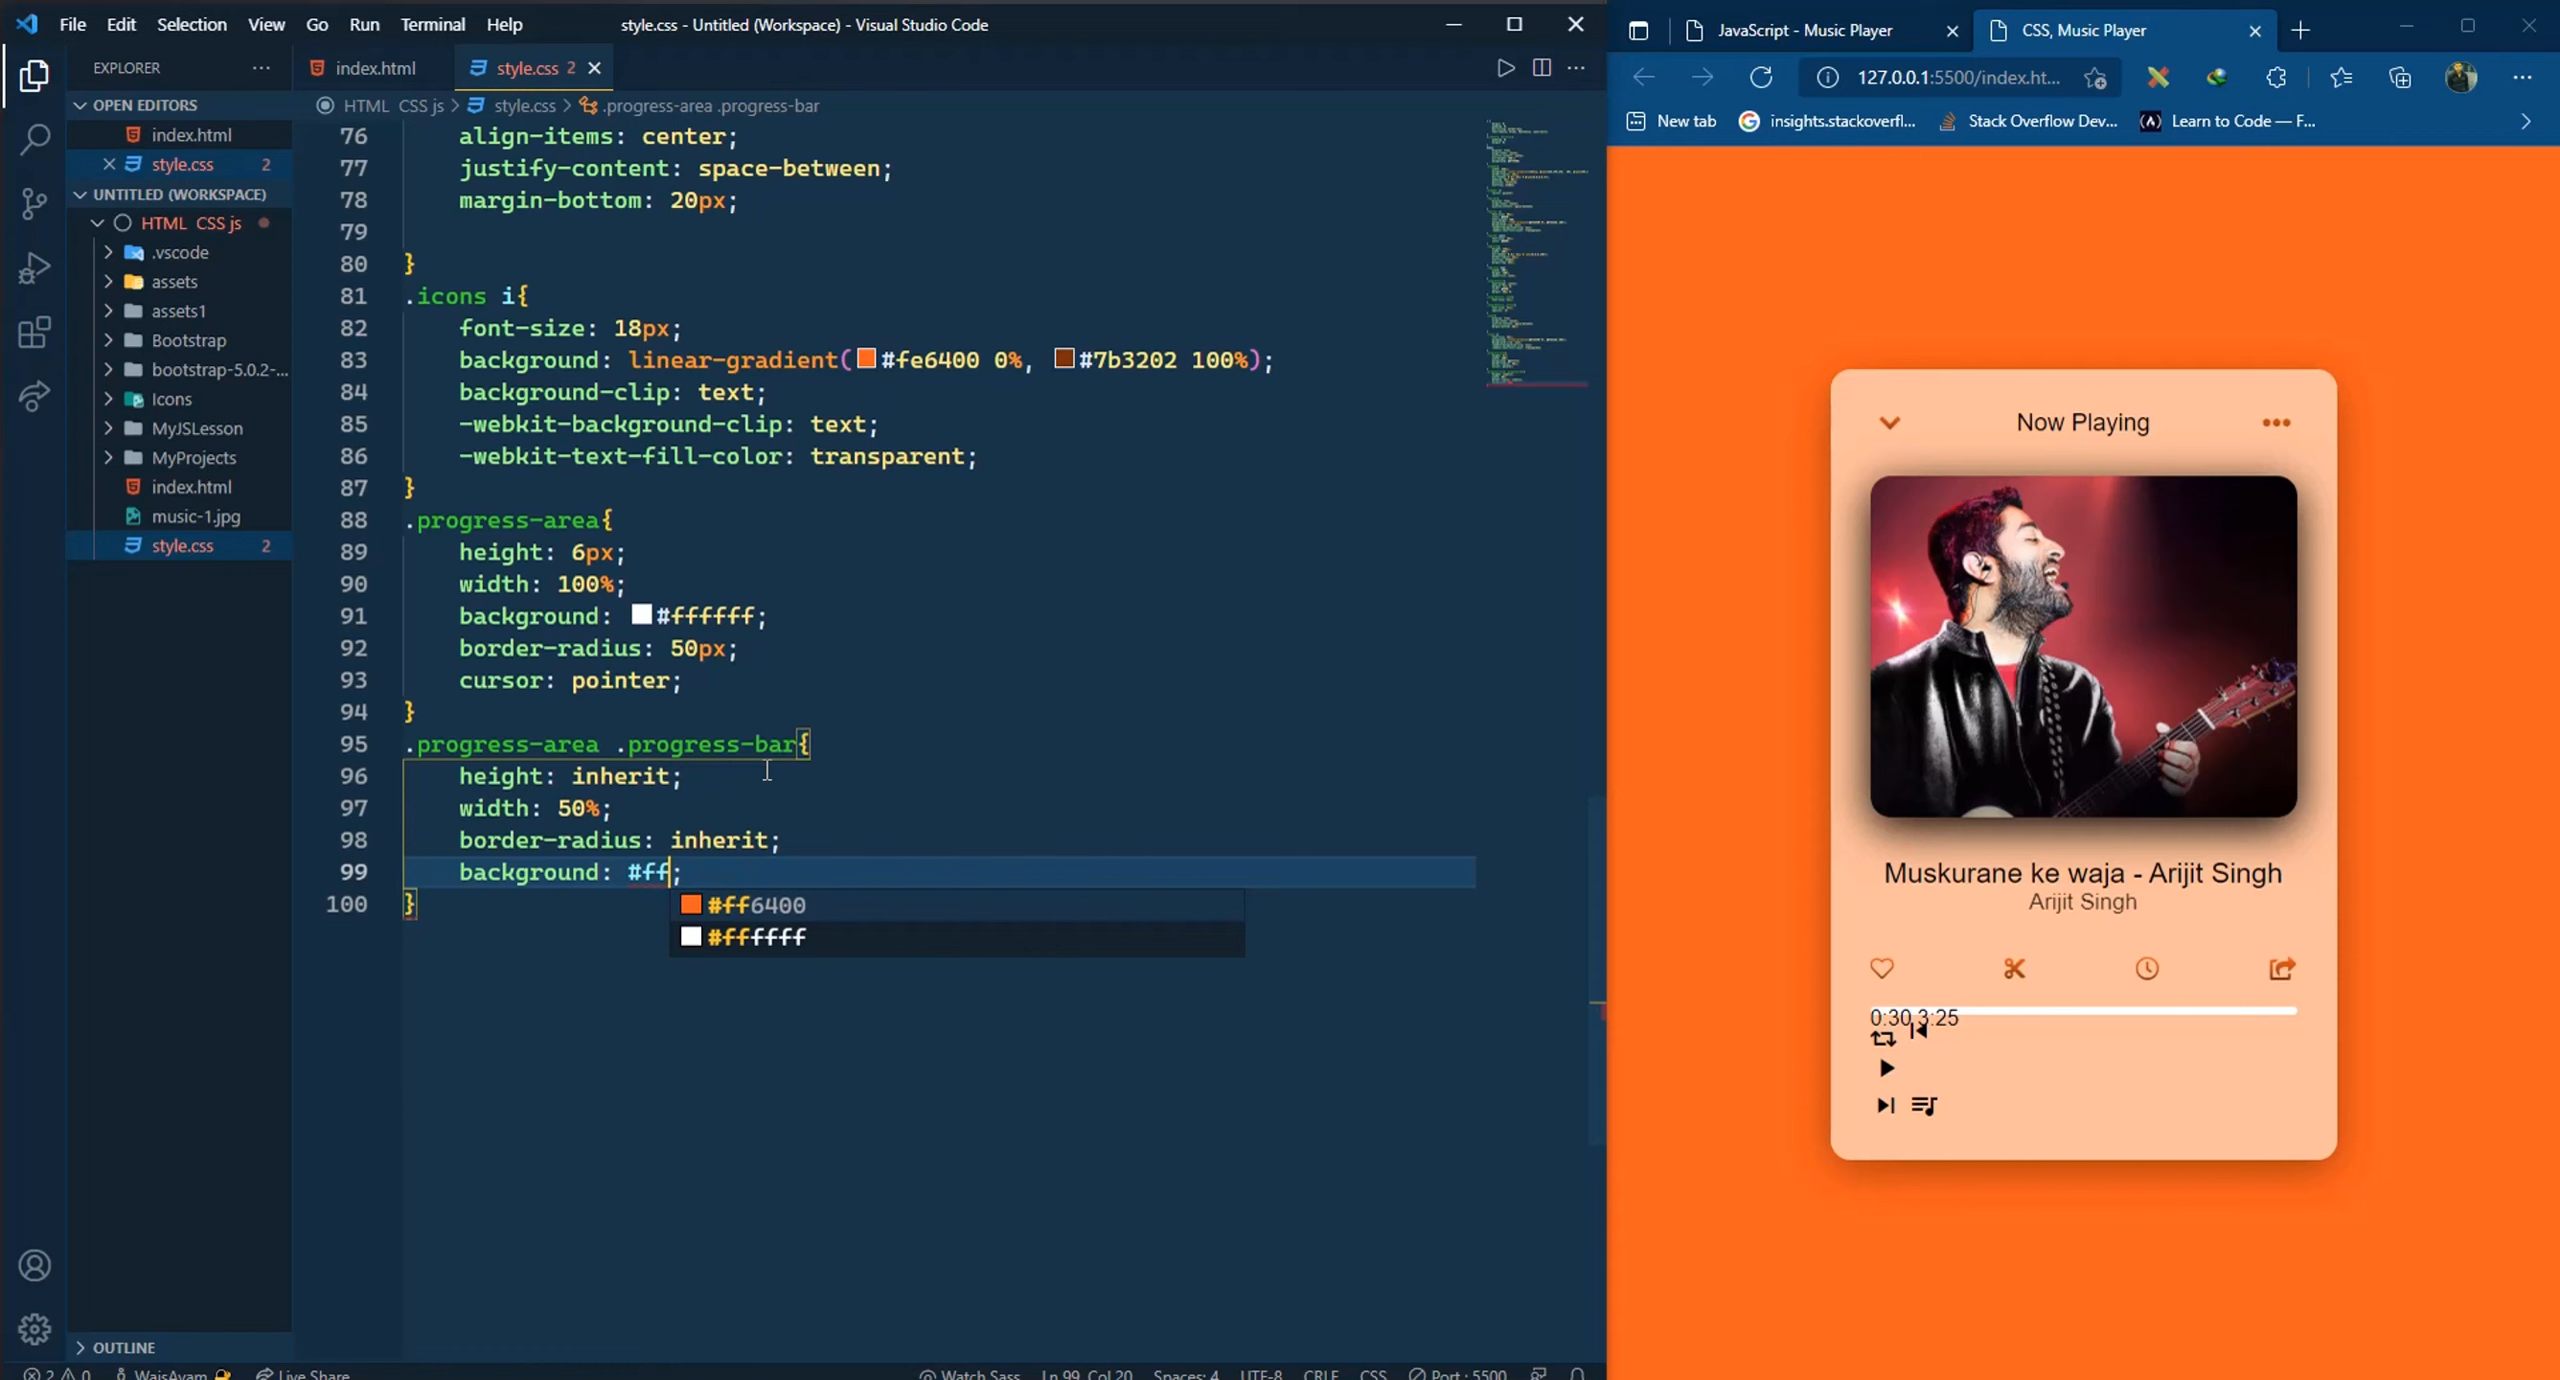 File Edit Selection View Go Run Terminal Help
style.css - Untitled (Workspace) - Visual Studio Code
EXPLORER
OPEN EDITORS
index.html
style.css 2
UNTITLED (WORKSPACE)
HTML CSS js
.vscode
assets
assets1
Bootstrap
bootstrap-5.0.2-...
Icons
MyJSLesson
MyProjects
index.html
music-1.jpg
style.css 2
OUTLINE
index.html style.css 2
HTML CSS js > style.css > .progress-area .progress-bar
76 align-items: center;
77 justify-content: space-between;
78 margin-bottom: 20px;
79
80 }
81 .icons i{
82 font-size: 18px;
83 background: linear-gradient(#fe6400 0%, #7b3202 100%);
84 background-clip: text;
85 -webkit-background-clip: text;
86 -webkit-text-fill-color: transparent;
87 }
88 .progress-area{
89 height: 6px;
90 width: 100%;
91 background: #ffffff;
92 border-radius: 50px;
93 cursor: pointer;
94 }
95 .progress-area .progress-bar{
96 height: inherit;
97 width: 50%;
98 border-radius: inherit;
99 background: #ff;
100 }
#ff6400
#ffffff
2 0 WaisAyam Live Share
Watch Sass Ln 99, Col 20 Spaces: 4 UTF-8 CRLF CSS Port : 5500
JavaScript - Music Player CSS, Music Player
127.0.0.1:5500/index.ht...
New tab insights.stackoverfl... Stack Overflow Dev... Learn to Code — F...
Now Playing
Muskurane ke waja - Arijit Singh
Arijit Singh
0:30 3:25